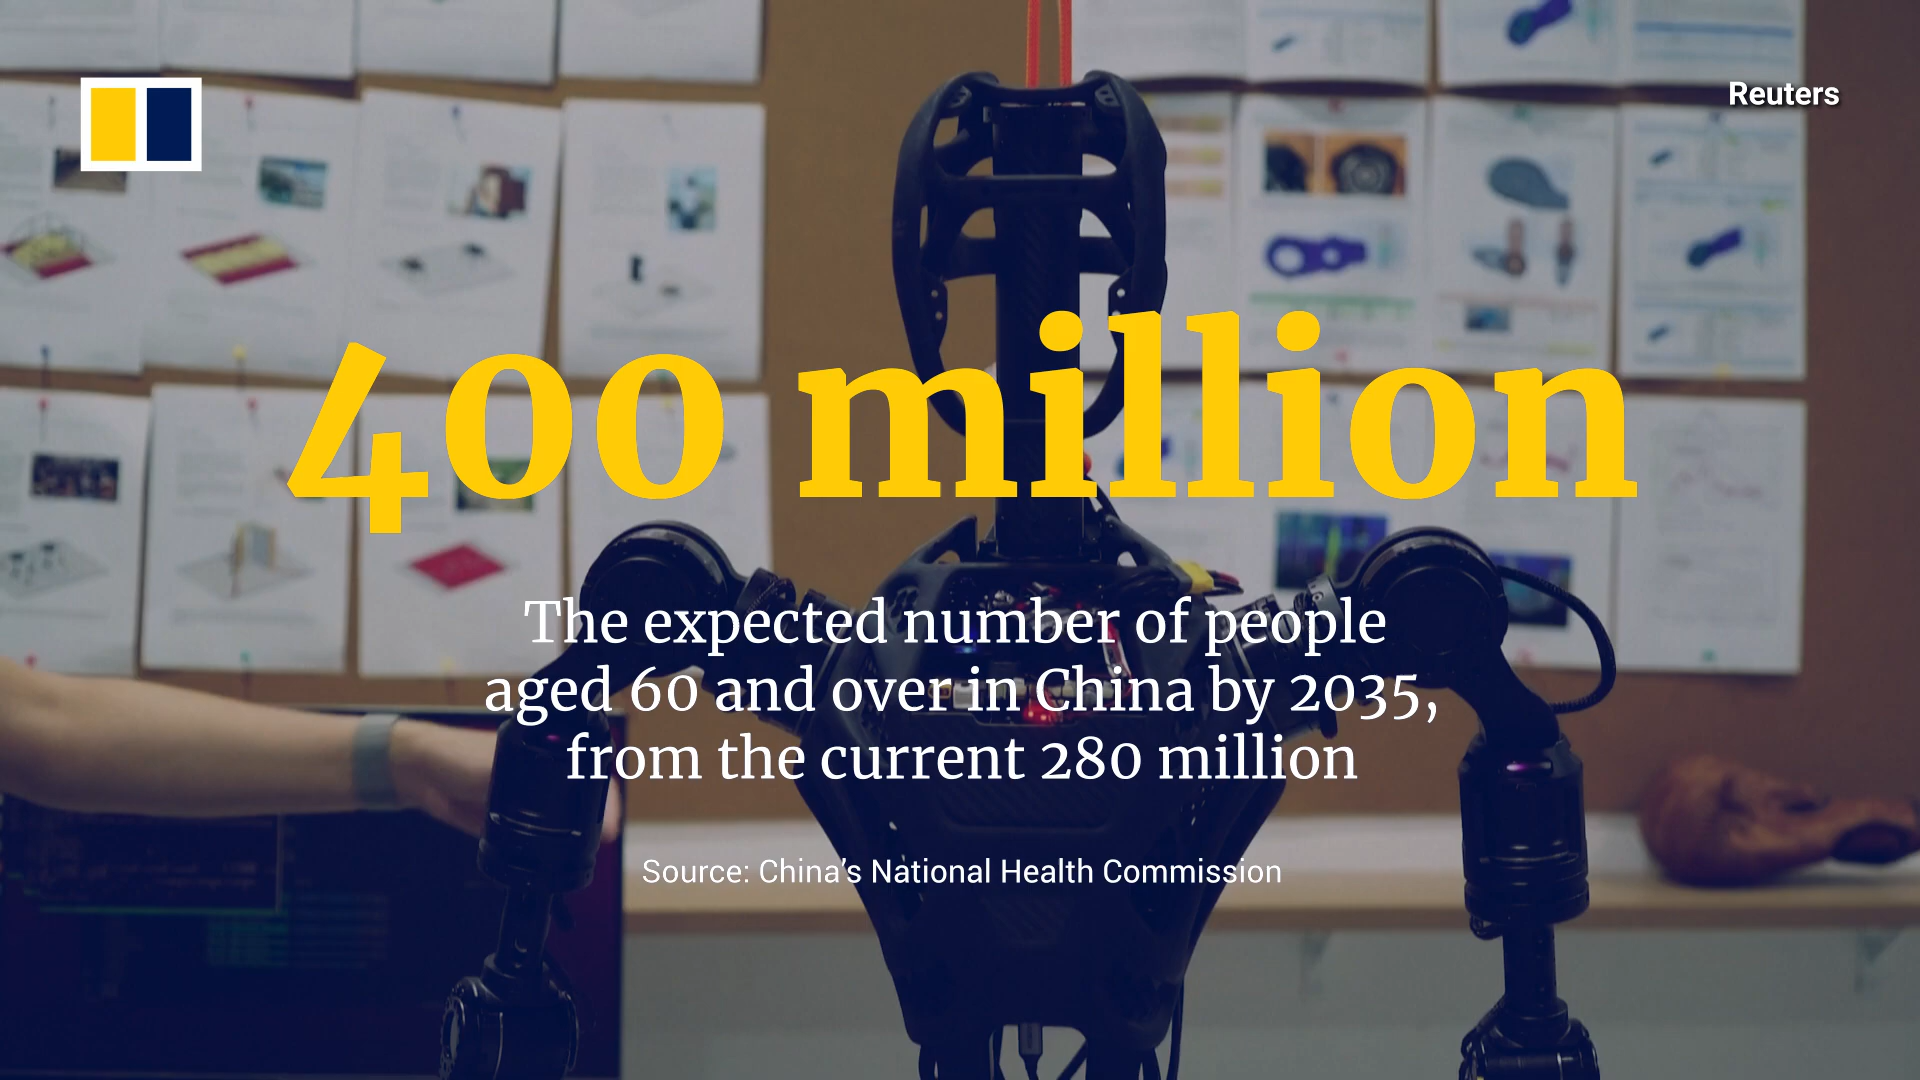 Reuters
400 million
The expected number of people
aged 60 and over in China by 2035,
from the current 280 million
Source: China's National Health Commission